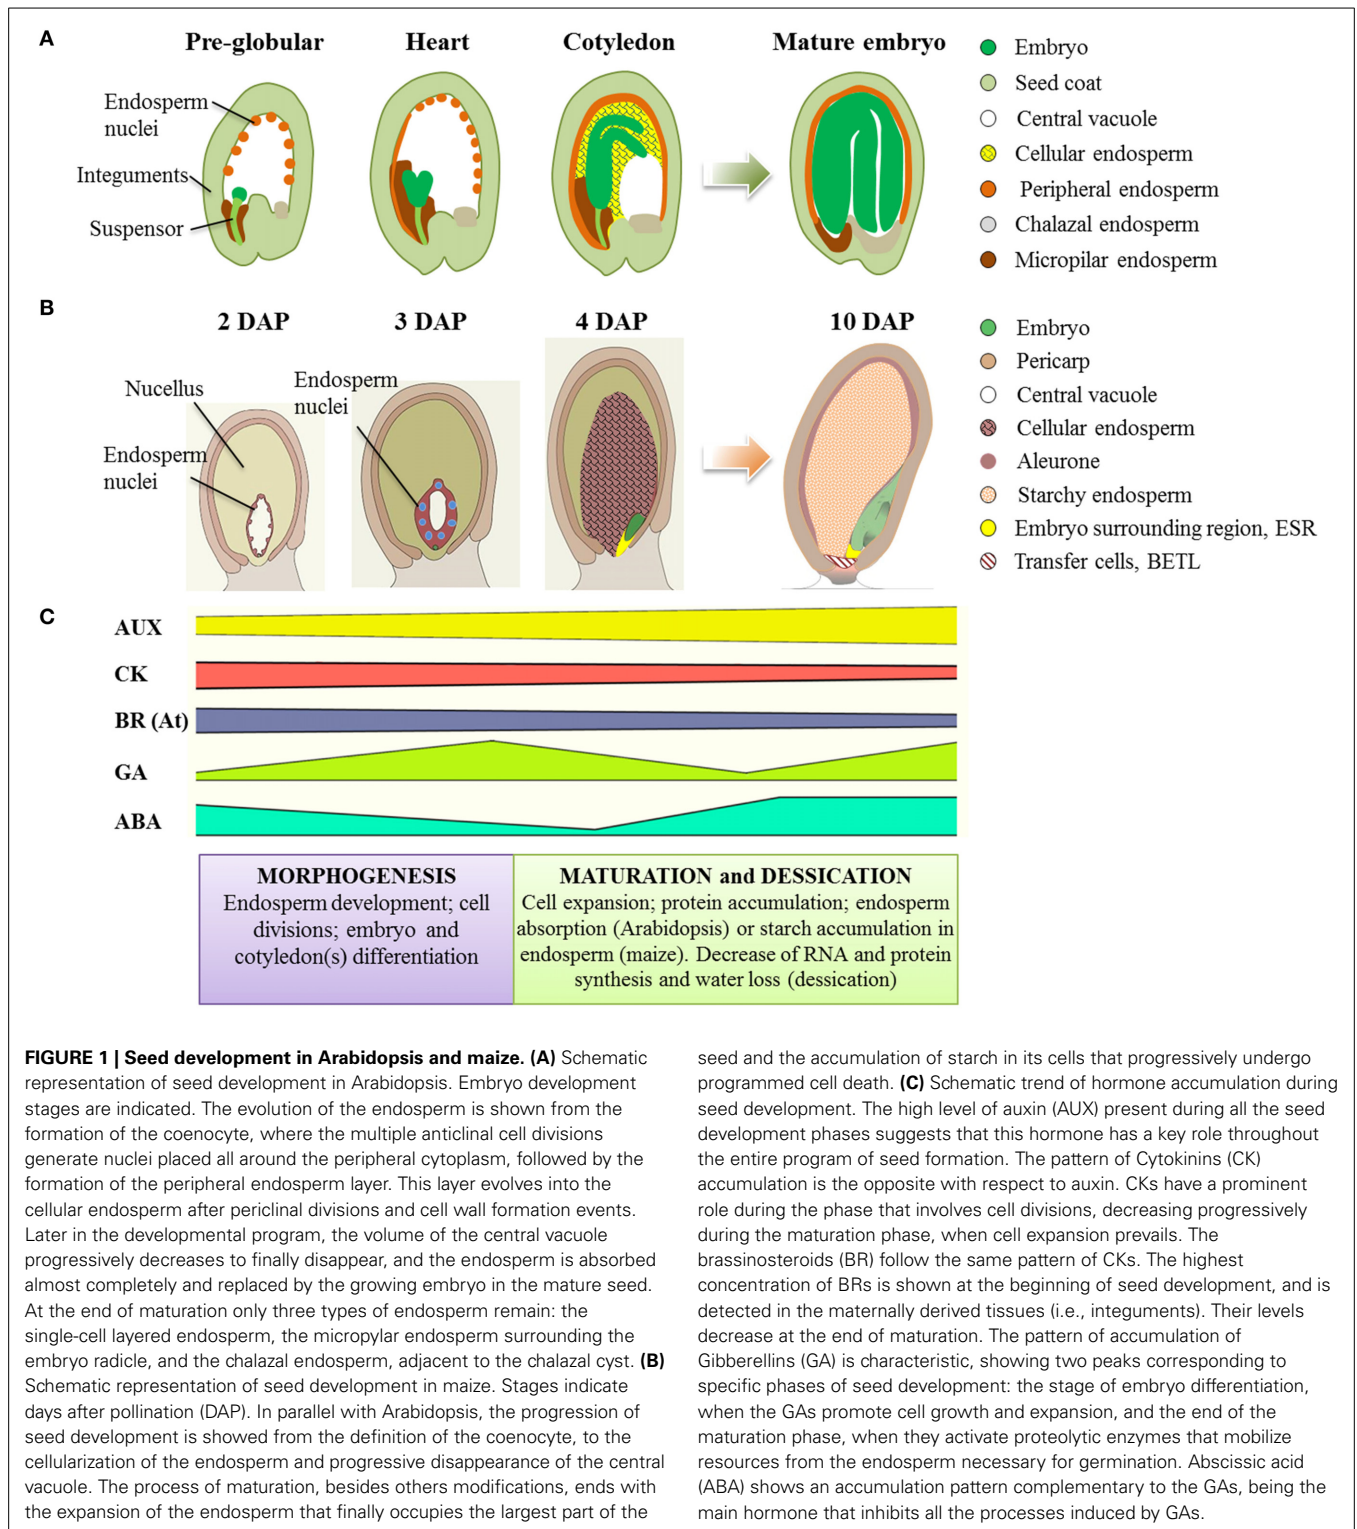 A
Pre-globular
Heart
Cotyledon
Mature embryo
Endosperm
nuclei
Integuments
Suspensor
Embryo
Seed coat
Central vacuole
Cellular endosperm
Peripheral endosperm
Chalazal endosperm
Micropilar endosperm
B
2 DAP
3 DAP
4 DAP
10 DAP
Nucellus
Endosperm
nuclei
Endosperm
nuclei
Embryo
Pericarp
Central vacuole
Cellular endosperm
Aleurone
Starchy endosperm
Embryo surrounding region, ESR
Transfer cells, BETL
C
AUX
CK
BR (At)
GA
ABA
MORPHOGENESIS
Endosperm development; cell
divisions; embryo and
cotyledon(s) differentiation
MATURATION and DESSICATION
Cell expansion; protein accumulation; endosperm
absorption (Arabidopsis) or starch accumulation in
endosperm (maize). Decrease of RNA and protein
synthesis and water loss (dessication)
FIGURE 1 | Seed development in Arabidopsis and maize. (A) Schematic
representation of seed development in Arabidopsis. Embryo development
stages are indicated. The evolution of the endosperm is shown from the
formation of the coenocyte, where the multiple anticlinal cell divisions
generate nuclei placed all around the peripheral cytoplasm, followed by the
formation of the peripheral endosperm layer. This layer evolves into the
cellular endosperm after periclinal divisions and cell wall formation events.
Later in the developmental program, the volume of the central vacuole
progressively decreases to finally disappear, and the endosperm is absorbed
almost completely and replaced by the growing embryo in the mature seed.
At the end of maturation only three types of endosperm remain: the
single-cell layered endosperm, the micropylar endosperm surrounding the
embryo radicle, and the chalazal endosperm, adjacent to the chalazal cyst. (B)
Schematic representation of seed development in maize. Stages indicate
days after pollination (DAP). In parallel with Arabidopsis, the progression of
seed development is showed from the definition of the coenocyte, to the
cellularization of the endosperm and progressive disappearance of the central
vacuole. The process of maturation, besides others modifications, ends with
the expansion of the endosperm that finally occupies the largest part of the
seed and the accumulation of starch in its cells that progressively undergo
programmed cell death. (C) Schematic trend of hormone accumulation during
seed development. The high level of auxin (AUX) present during all the seed
development phases suggests that this hormone has a key role throughout
the entire program of seed formation. The pattern of Cytokinins (CK)
accumulation is the opposite with respect to auxin. CKs have a prominent
role during the phase that involves cell divisions, decreasing progressively
during the maturation phase, when cell expansion prevails. The
brassinosteroids (BR) follow the same pattern of CKs. The highest
concentration of BRs is shown at the beginning of seed development, and is
detected in the maternally derived tissues (i.e., integuments). Their levels
decrease at the end of maturation. The pattern of accumulation of
Gibberellins (GA) is characteristic, showing two peaks corresponding to
specific phases of seed development: the stage of embryo differentiation,
when the GAs promote cell growth and expansion, and the end of the
maturation phase, when they activate proteolytic enzymes that mobilize
resources from the endosperm necessary for germination. Abscissic acid
(ABA) shows an accumulation pattern complementary to the GAs, being the
main hormone that inhibits all the processes induced by GAs.